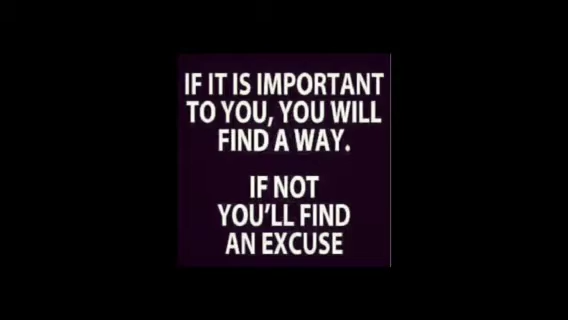 IF IT IS IMPORTANT
TO YOU, YOU WILL
FIND A WAY.
IF NOT
YOU'LL FIND
AN EXCUSE